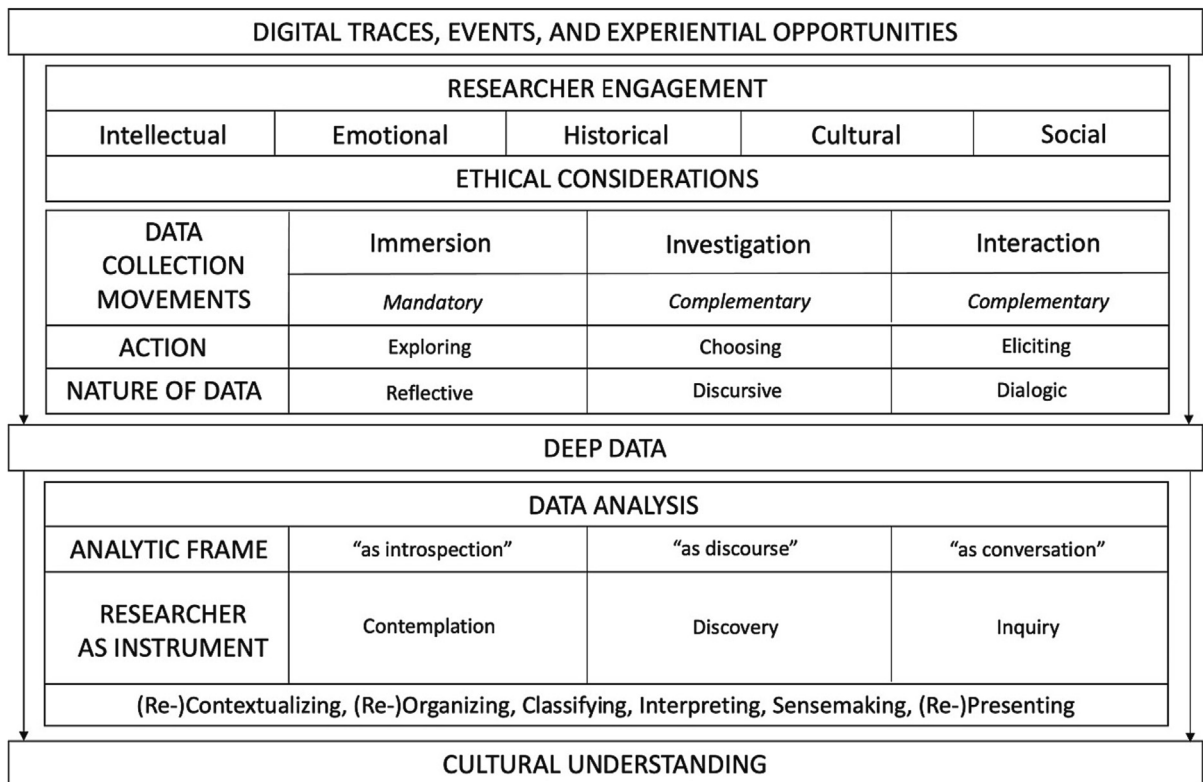 DIGITAL TRACES, EVENTS, AND EXPERIENTIAL OPPORTUNITIES
RESEARCHER ENGAGEMENT
Intellectual Emotional Historical Cultural Social
ETHICAL CONSIDERATIONS
DATA
COLLECTION
MOVEMENTS
Immersion Investigation Interaction
Mandatory Complementary Complementary
ACTION Exploring Choosing Eliciting
NATURE OF DATA Reflective Discursive Dialogic
DEEP DATA
DATA ANALYSIS
ANALYTIC FRAME “as introspection” “as discourse” “as conversation”
RESEARCHER
AS INSTRUMENT
Contemplation Discovery Inquiry
(Re-)Contextualizing, (Re-)Organizing, Classifying, Interpreting, Sensemaking, (Re-)Presenting
CULTURAL UNDERSTANDING